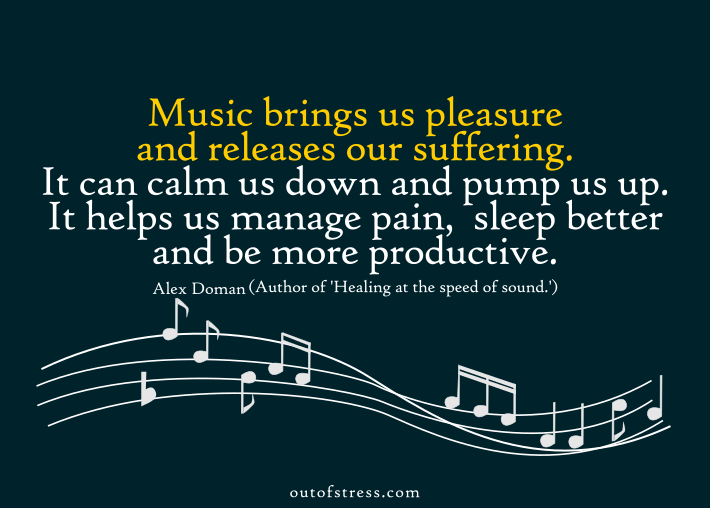 Music brings us pleasure
and releases our suffering.
It can calm us down and pump us up.
It helps us manage pain, sleep better
and be more productive.
Alex Doman (Author of 'Healing at the speed of sound.')
outofstress.com